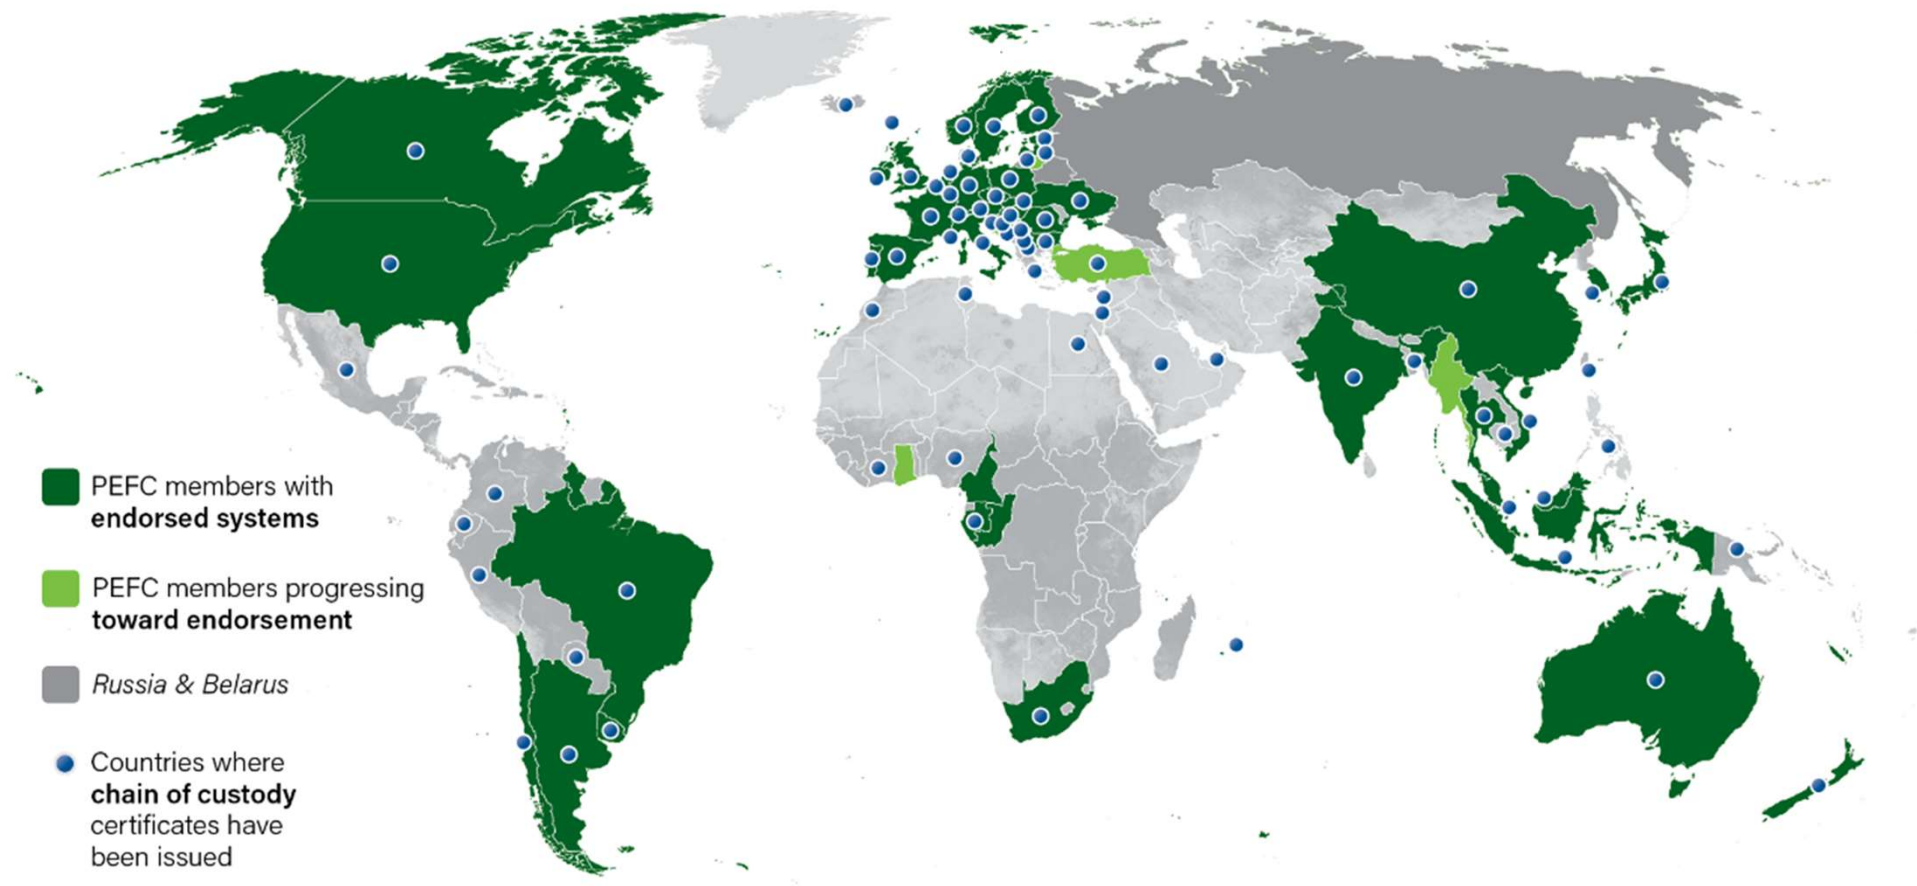 PEFC members with
endorsed systems
PEFC members progressing
toward endorsement
Russia & Belarus
Countries where
chain of custody
certificates have
been issued